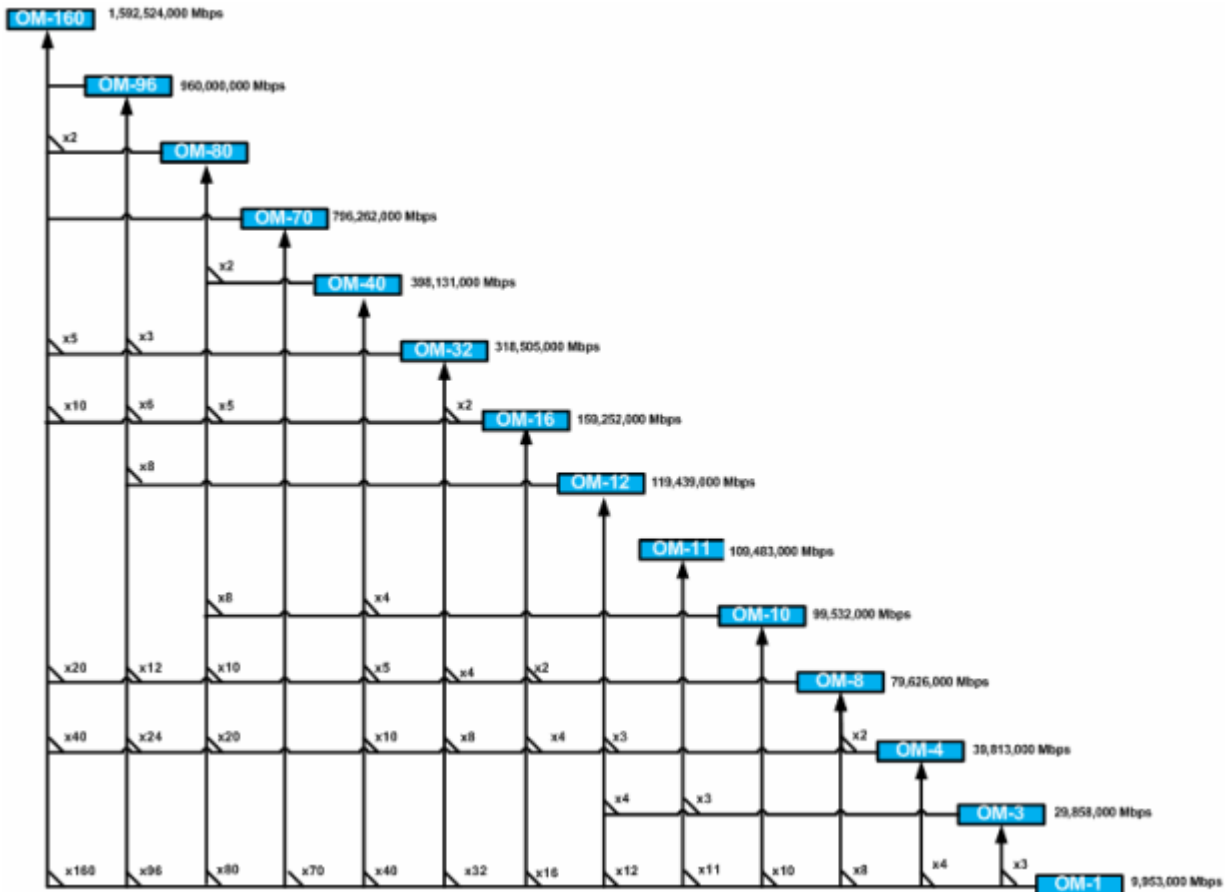 OM-160 1,592,524,000 Mbps
OM-96 960,000,000 Mbps
x2
OM-80
OM-70 796,262,000 Mbps
x2
OM-40 398,131,000 Mbps
x5 x3
OM-32 318,505,000 Mbps
x10 x6 x5 x2
OM-16 159,252,000 Mbps
x8
OM-12 119,439,000 Mbps
OM-11 109,483,000 Mbps
x8 x4
OM-10 99,532,000 Mbps
x20 x12 x10 x5 x4 x2
OM-8 79,626,000 Mbps
x40 x24 x20 x10 x8 x4 x3 x2
OM-4 39,813,000 Mbps
x4 x3
OM-3 29,858,000 Mbps
x160 x96 x80 x70 x40 x32 x16 x12 x11 x10 x8 x4 x3
OM-1 9,953,000 Mbps